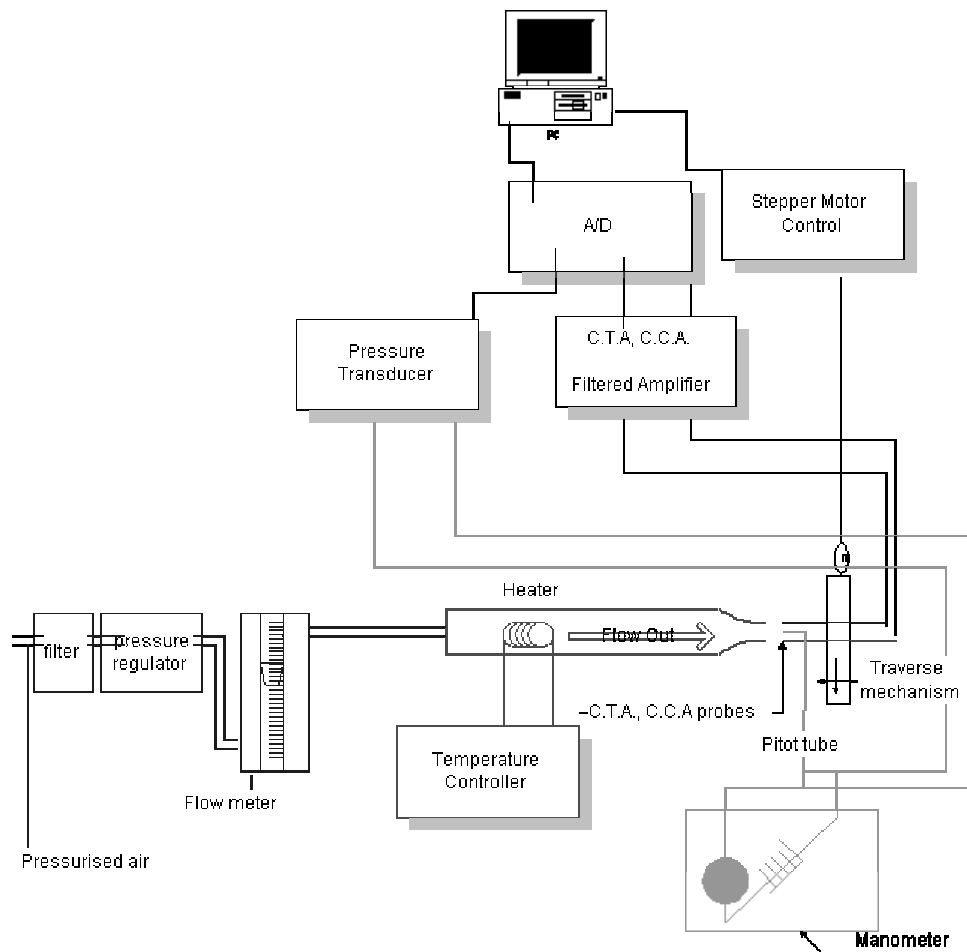 PC
A/D
Stepper Motor
Control
Pressure
Transducer
C.T.A, C.C.A.
Filtered Amplifier
Heater
filter
pressure
regulator
Flow Out
Traverse
mechanism
–C.T.A., C.C.A probes
Pitot tube
Temperature
Controller
Flow meter
Pressurised air
Manometer